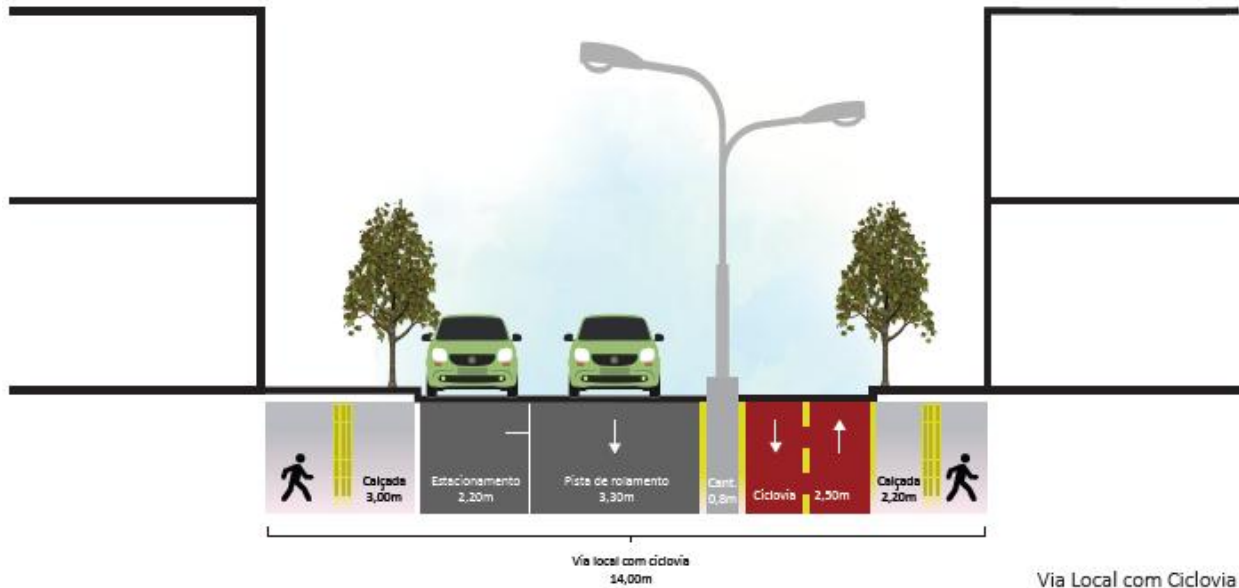 Calçada
3,00m
Estacionamento
2,20m
Pista de rolamento
3,30m
Cant.
0,8m
Ciclovia 2,50m
Calçada
2,20m
Via local com ciclovia
14,00m
Via Local com Ciclovia